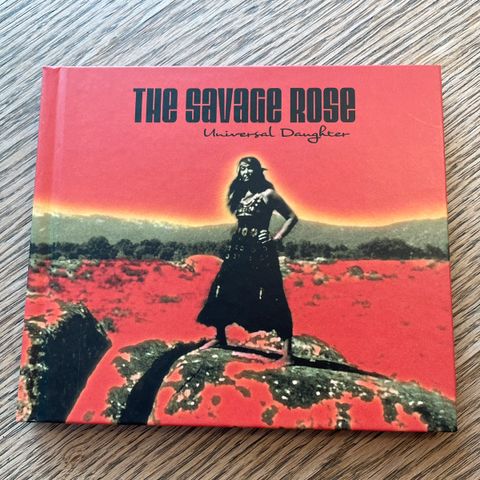 THE SAVAGE ROSE
Universal Daughter